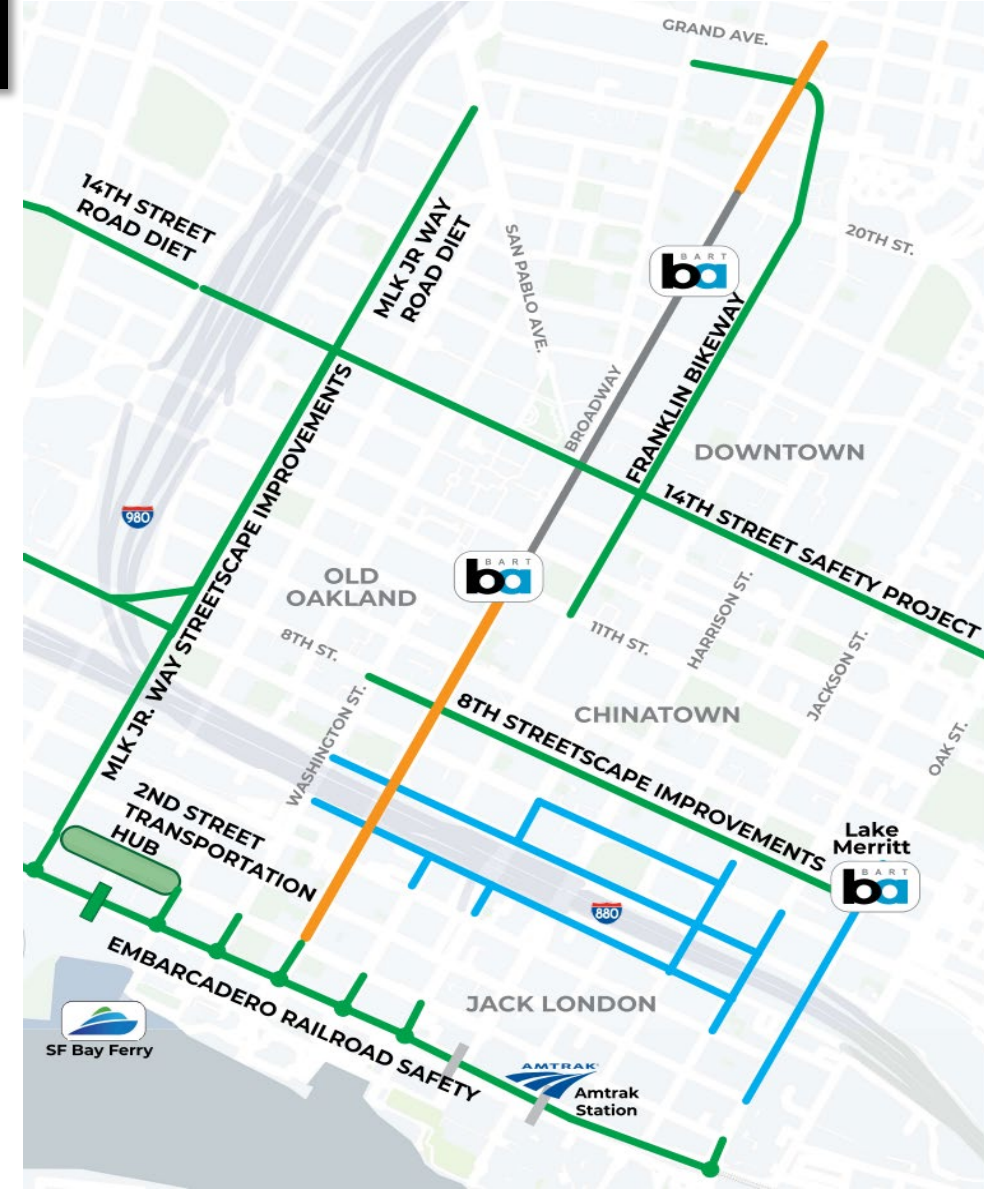 GRAND AVE.
14TH STREET
ROAD DIET
MLK JR WAY
ROAD DIET
SAN PABLO AVE.
20TH ST.
BART
ba
BROADWAY
FRANKLIN BIKEWAY
DOWNTOWN
980
MLK JR. WAY STREETSCAPE IMPROVEMENTS
14TH STREET SAFETY PROJECT
BART
ba
OLD
OAKLAND
8TH ST.
11TH ST.
HARRISON ST.
JACKSON ST.
OAK ST.
WASHINGTON ST.
CHINATOWN
8TH STREETSCAPE IMPROVEMENTS
2ND STREET
TRANSPORTATION
HUB
Lake
Merritt
BART
ba
880
EMBARCADERO RAILROAD SAFETY
JACK LONDON
SF Bay Ferry
AMTRAK
Amtrak
Station